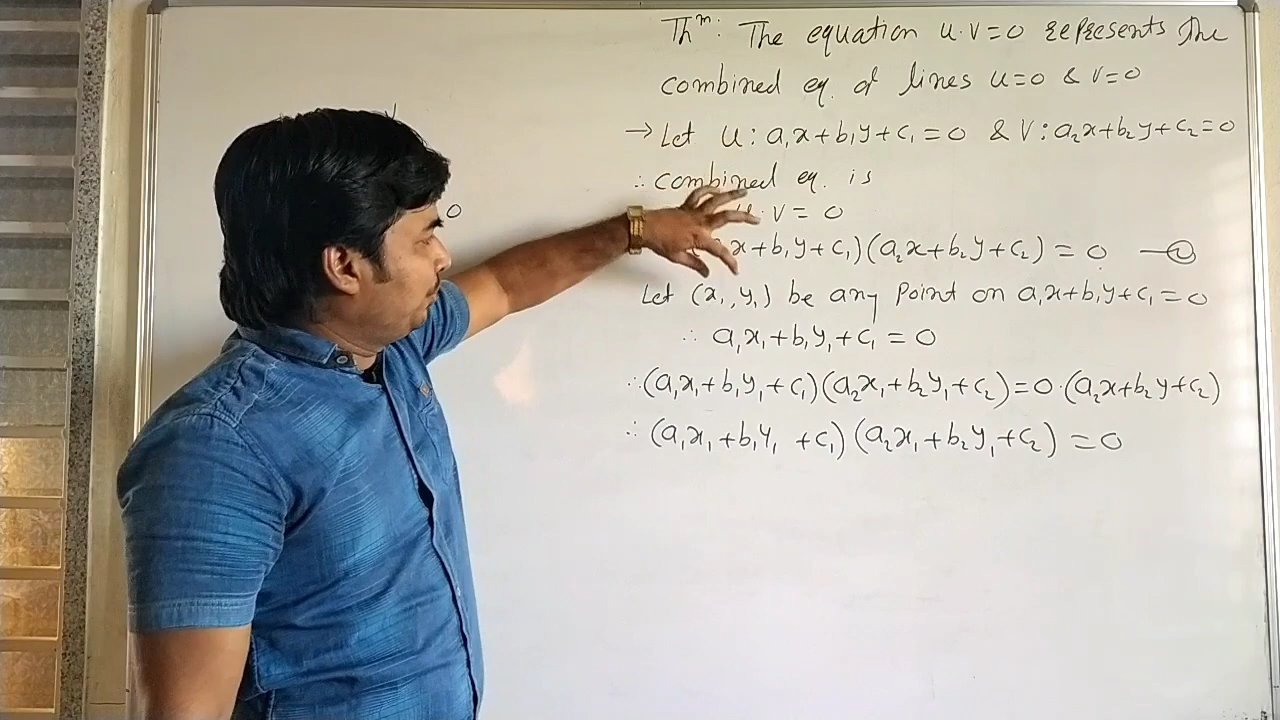 Thᵐ: The equation u·v=0 represents the
combined eq. of lines u=0 & v=0
→ Let u: a₁x+b₁y+c₁=0 & v: a₂x+b₂y+c₂=0
∴ combined eq. is
u·v=0
x+b₁y+c₁)(a₂x+b₂y+c₂)=0 —①
Let (x₁,y₁) be any point on a₁x+b₁y+c₁=0
∴ a₁x₁+b₁y₁+c₁=0
∴(a₁x₁+b₁y₁+c₁)(a₂x₁+b₂y₁+c₂)=0·(a₂x+b₂y+c₂)
∴ (a₁x₁+b₁y₁+c₁)(a₂x₁+b₂y₁+c₂)=0
0